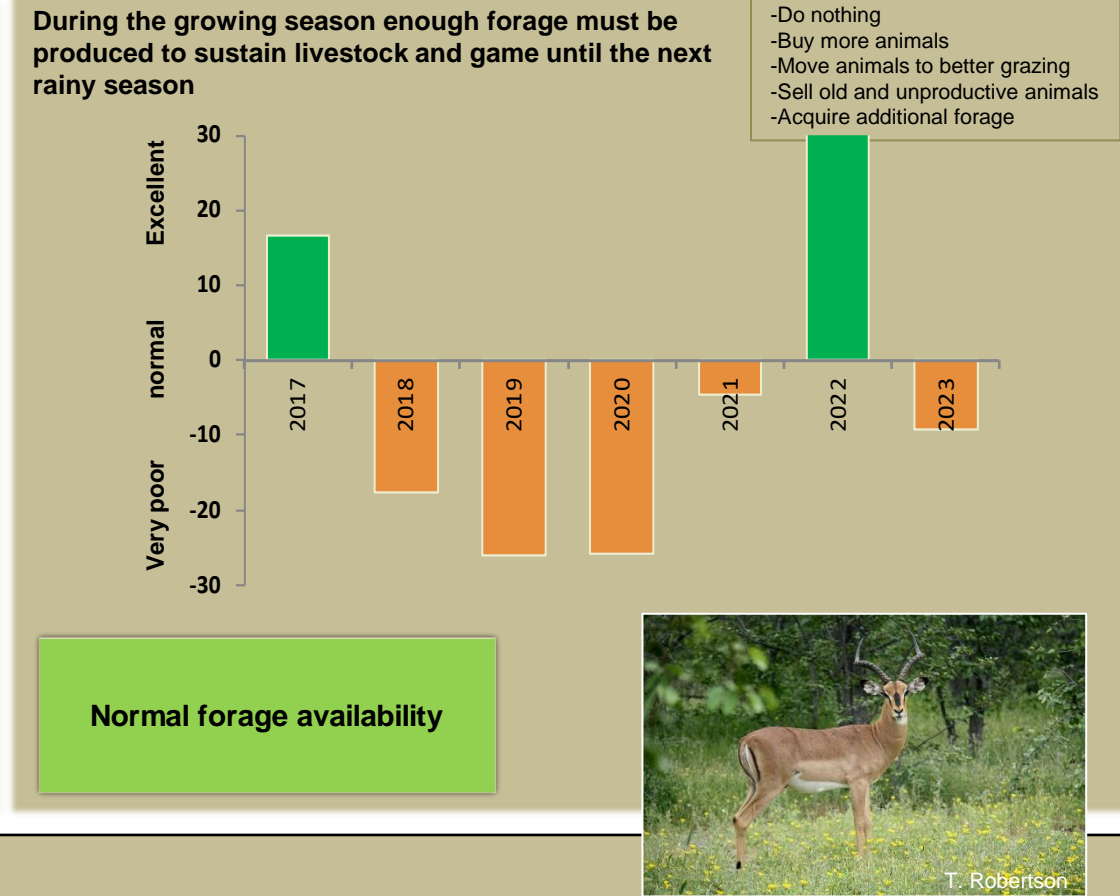 During the growing season enough forage must be
produced to sustain livestock and game until the next
rainy season
-Do nothing
-Buy more animals
-Move animals to better grazing
-Sell old and unproductive animals
-Acquire additional forage
Excellent
normal
Very poor
30
20
10
0
-10
-20
-30
2017
2018
2019
2020
2021
2022
2023
Normal forage availability
T. Robertson